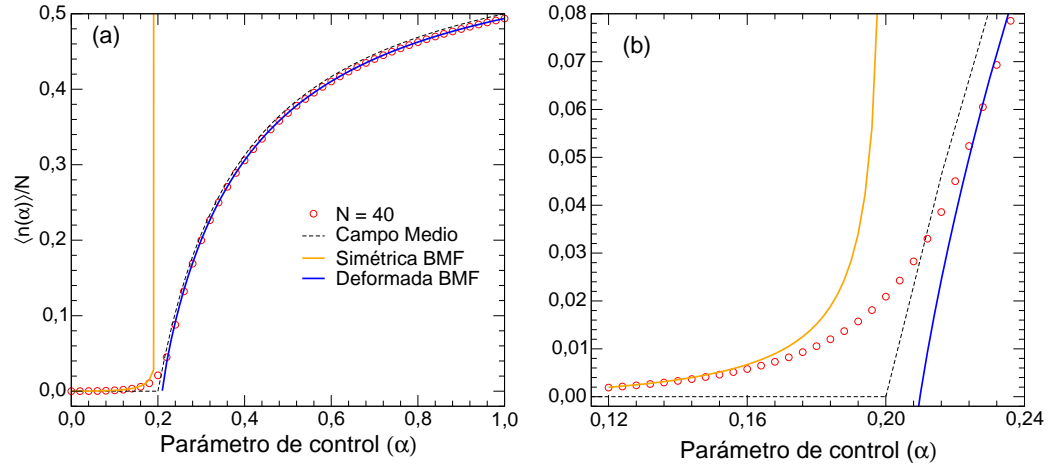 (a)
0,5
0,4
0,3
0,2
0,1
0,0
⟨n(α)⟩/N
N = 40
Campo Medio
Simétrica BMF
Deformada BMF
0,0 0,2 0,4 0,6 0,8 1,0
Parámetro de control (α)
(b)
0,08
0,07
0,06
0,05
0,04
0,03
0,02
0,01
0,00
0,12 0,16 0,20 0,24
Parámetro de control (α)